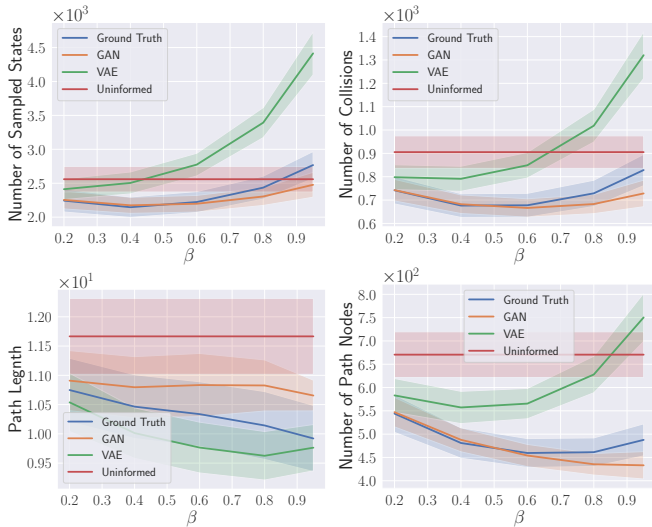 ×10³
Number of Sampled States
4.5
4.0
3.5
3.0
2.5
2.0
Ground Truth
GAN
VAE
Uninformed
0.2 0.3 0.4 0.5 0.6 0.7 0.8 0.9
β
×10³
Number of Collisions
1.4
1.3
1.2
1.1
1.0
0.9
0.8
0.7
0.6
Ground Truth
GAN
VAE
Uninformed
0.2 0.3 0.4 0.5 0.6 0.7 0.8 0.9
β
×10¹
Path Legnth
1.20
1.15
1.10
1.05
1.00
0.95
Ground Truth
GAN
VAE
Uninformed
0.2 0.3 0.4 0.5 0.6 0.7 0.8 0.9
β
×10²
Number of Path Nodes
8.0
7.5
7.0
6.5
6.0
5.5
5.0
4.5
4.0
Ground Truth
GAN
VAE
Uninformed
0.2 0.3 0.4 0.5 0.6 0.7 0.8 0.9
β